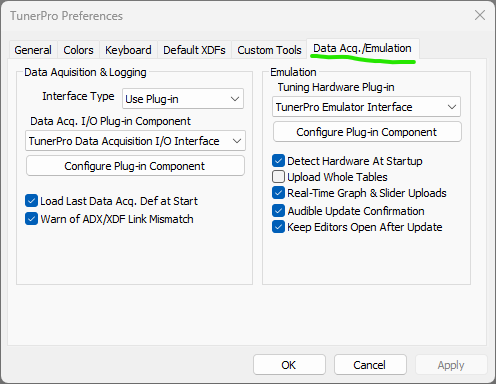 TunerPro Preferences
General Colors Keyboard Default XDFs Custom Tools Data Acq./Emulation
Data Aquisition & Logging
Interface Type Use Plug-in
Data Acq. I/O Plug-in Component
TunerPro Data Acquisition I/O Interface
Configure Plug-in Component
Load Last Data Acq. Def at Start
Warn of ADX/XDF Link Mismatch
Emulation
Tuning Hardware Plug-in
TunerPro Emulator Interface
Configure Plug-in Component
Detect Hardware At Startup
Upload Whole Tables
Real-Time Graph & Slider Uploads
Audible Update Confirmation
Keep Editors Open After Update
OK Cancel Apply